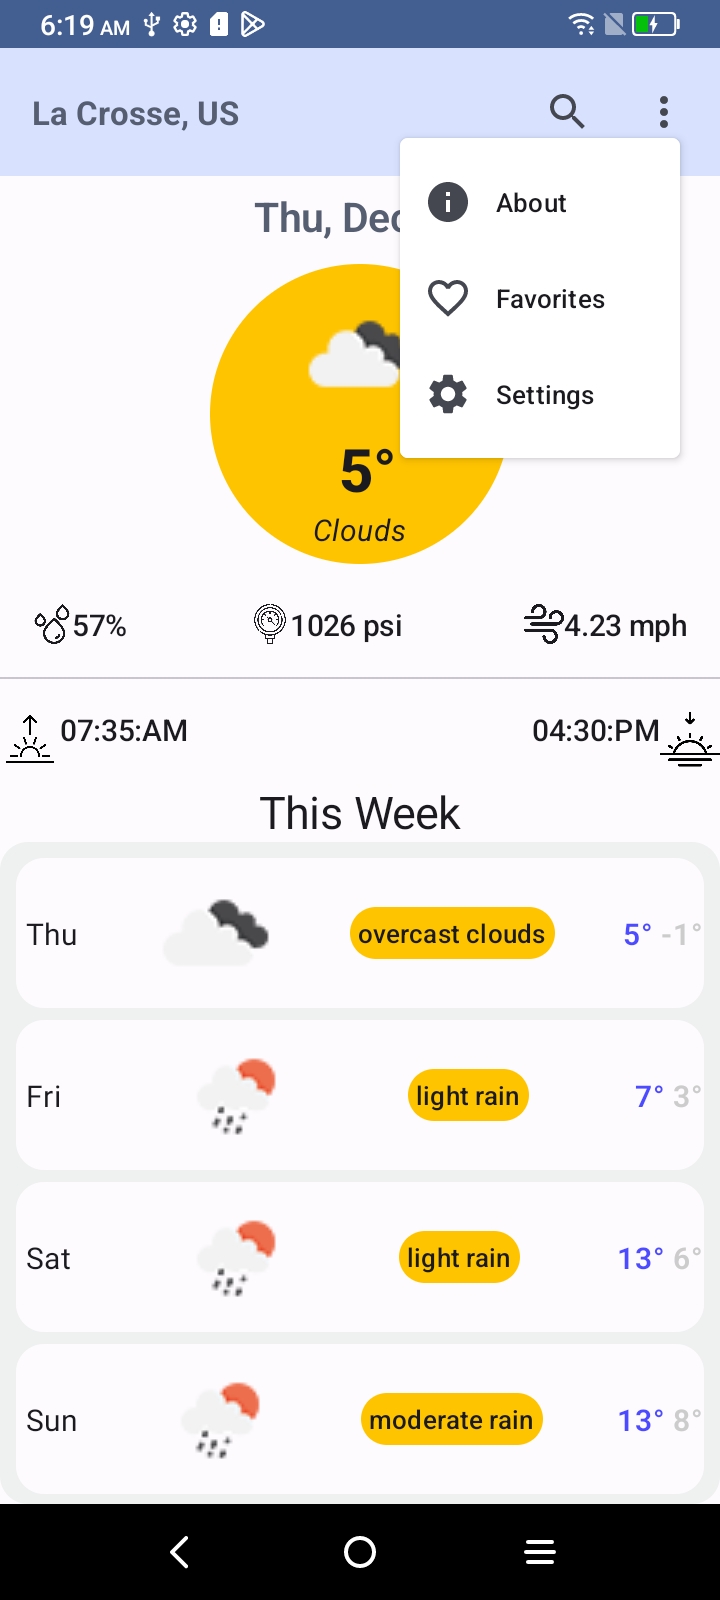 6:19 AM
La Crosse, US
About
Thu, Dec
Favorites
Settings
5°
Clouds
57%
1026 psi
4.23 mph
07:35:AM
04:30:PM
This Week
Thu
overcast clouds
5° -1°
Fri
light rain
7° 3°
Sat
light rain
13° 6°
Sun
moderate rain
13° 8°